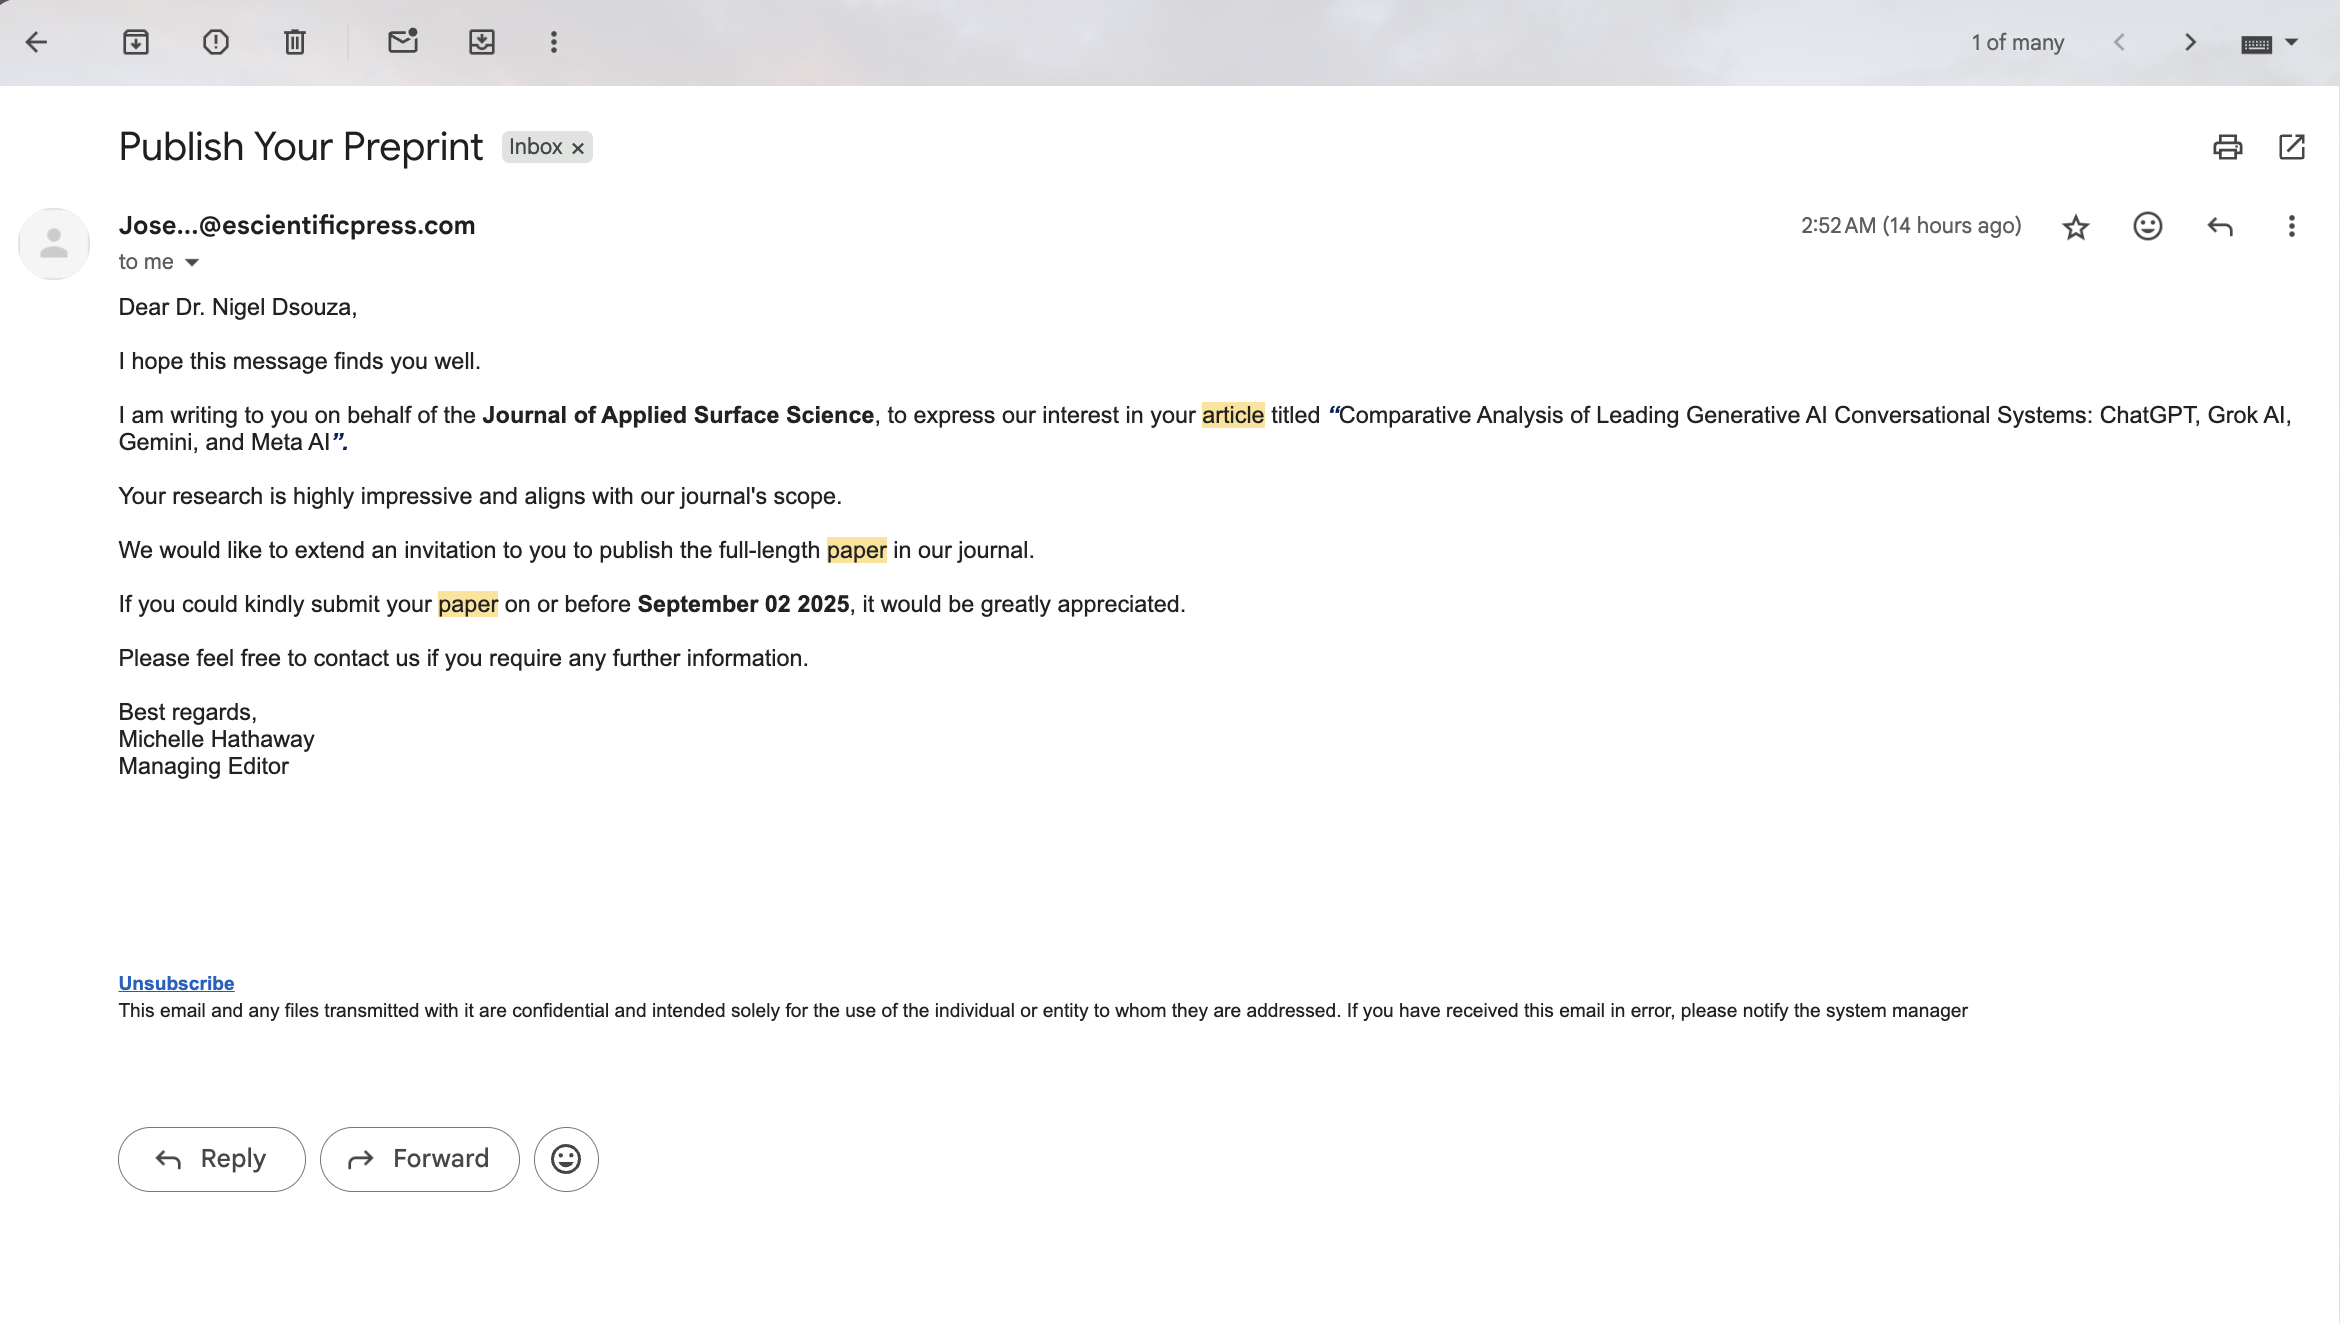 1 of many
Publish Your Preprint Inbox ×
Jose...@escientificpress.com 2:52 AM (14 hours ago)
to me
Dear Dr. Nigel Dsouza,
I hope this message finds you well.
I am writing to you on behalf of the Journal of Applied Surface Science, to express our interest in your article titled “Comparative Analysis of Leading Generative AI Conversational Systems: ChatGPT, Grok AI,
Gemini, and Meta AI”.
Your research is highly impressive and aligns with our journal's scope.
We would like to extend an invitation to you to publish the full-length paper in our journal.
If you could kindly submit your paper on or before September 02 2025, it would be greatly appreciated.
Please feel free to contact us if you require any further information.
Best regards,
Michelle Hathaway
Managing Editor
Unsubscribe
This email and any files transmitted with it are confidential and intended solely for the use of the individual or entity to whom they are addressed. If you have received this email in error, please notify the system manager
Reply Forward